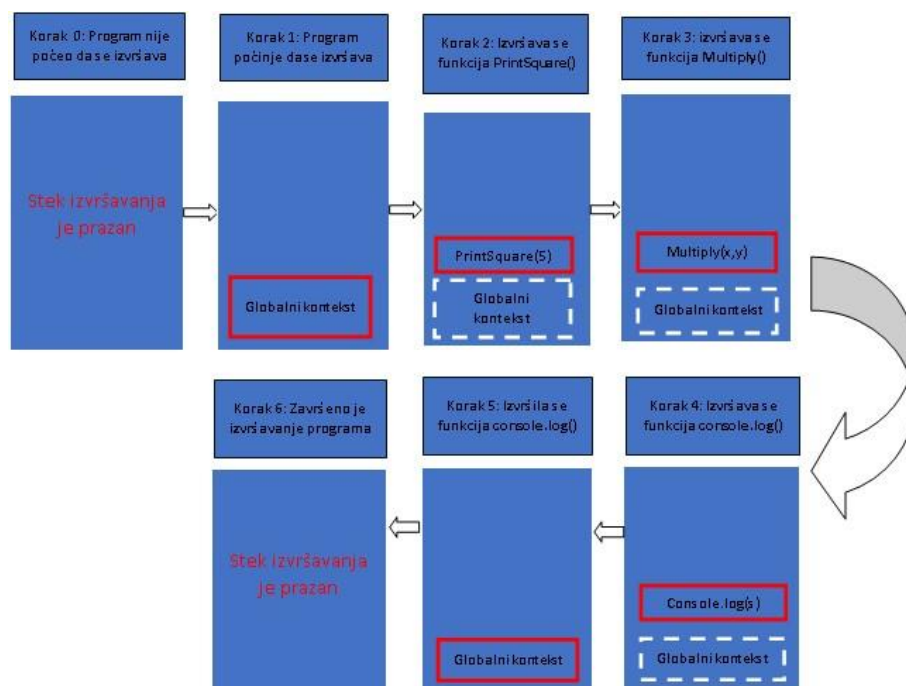 Korak 0: Program nije
počeo da se izvršava
Korak 1: Program
počinje da se izvršava
Korak 2: Izvršava se
funkcija PrintSquare()
Korak 3: izvršava se
funkcija Multiply()
Stek izvršavanja
je prazan
Globalni kontekst
PrintSquare(5)
Globalni
kontekst
Multiply(x,y)
Globalni kontekst
Korak 6: Završeno je
izvršavanje programa
Korak 5: Izvršila se
funkcija console.log()
Korak 4: Izvršava se
funkcija console.log()
Stek izvršavanja
je prazan
Globalni kontekst
Console.log(s)
Globalni kontekst